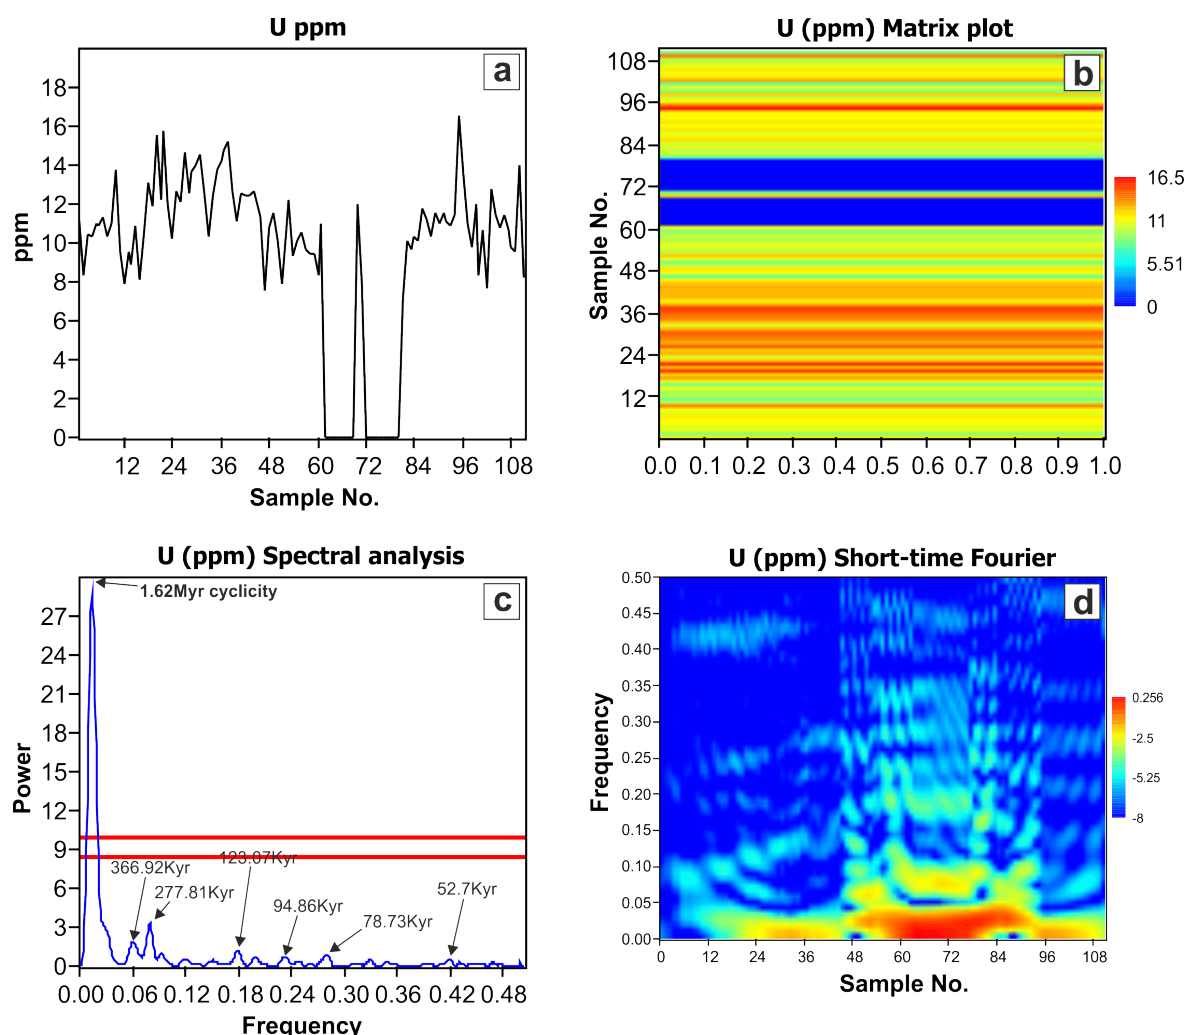 U ppm
a
18
16
14
12
10
8
6
4
2
0
ppm
12 24 36 48 60 72 84 96 108
Sample No.
U (ppm) Matrix plot
b
108
96
84
72
60
48
36
24
12
Sample No.
0.0 0.1 0.2 0.3 0.4 0.5 0.6 0.7 0.8 0.9 1.0
16.5
11
5.51
0
U (ppm) Spectral analysis
c
1.62Myr cyclicity
27
24
21
18
15
12
9
6
3
0
Power
123.07Kyr
366.92Kyr
277.81Kyr
52.7Kyr
94.86Kyr
78.73Kyr
0.00 0.06 0.12 0.18 0.24 0.30 0.36 0.42 0.48
Frequency
U (ppm) Short-time Fourier
d
0.50
0.45
0.40
0.35
0.30
0.25
0.20
0.15
0.10
0.05
0.00
Frequency
0 12 24 36 48 60 72 84 96 108
Sample No.
0.256
-2.5
-5.25
-8